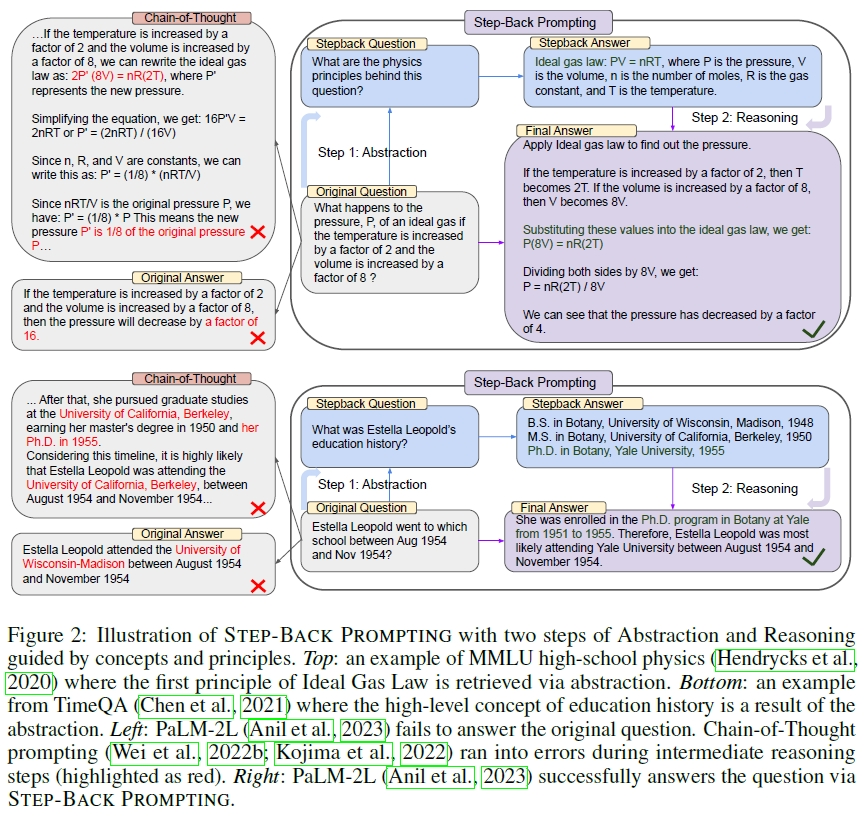 Chain-of-Thought
…If the temperature is increased by a
factor of 2 and the volume is increased by
a factor of 8, we can rewrite the ideal gas
law as: 2P' (8V) = nR(2T), where P'
represents the new pressure.
Simplifying the equation, we get: 16P'V =
2nRT or P' = (2nRT) / (16V)
Since n, R, and V are constants, we can
write this as: P' = (1/8) * (nRT/V)
Since nRT/V is the original pressure P, we
have: P' = (1/8) * P This means the new
pressure P' is 1/8 of the original pressure
P…
Original Answer
If the temperature is increased by a factor of 2
and the volume is increased by a factor of 8,
then the pressure will decrease by a factor of
16.
Step-Back Prompting
Stepback Question
What are the physics
principles behind this
question?
Stepback Answer
Ideal gas law: PV = nRT, where P is the pressure, V
is the volume, n is the number of moles, R is the gas
constant, and T is the temperature.
Step 1: Abstraction
Step 2: Reasoning
Original Question
What happens to the
pressure, P, of an ideal gas if
the temperature is increased
by a factor of 2 and the
volume is increased by a
factor of 8 ?
Final Answer
Apply Ideal gas law to find out the pressure.
If the temperature is increased by a factor of 2, then T
becomes 2T. If the volume is increased by a factor of 8,
then V becomes 8V.
Substituting these values into the ideal gas law, we get:
P(8V) = nR(2T)
Dividing both sides by 8V, we get:
P = nR(2T) / 8V
We can see that the pressure has decreased by a factor
of 4.
Chain-of-Thought
... After that, she pursued graduate studies
at the University of California, Berkeley,
earning her master's degree in 1950 and her
Ph.D. in 1955.
Considering this timeline, it is highly likely
that Estella Leopold was attending the
University of California, Berkeley, between
August 1954 and November 1954...
Original Answer
Estella Leopold attended the University of
Wisconsin-Madison between August 1954
and November 1954
Step-Back Prompting
Stepback Question
What was Estella Leopold's
education history?
Stepback Answer
B.S. in Botany, University of Wisconsin, Madison, 1948
M.S. in Botany, University of California, Berkeley, 1950
Ph.D. in Botany, Yale University, 1955
Step 1: Abstraction
Step 2: Reasoning
Original Question
Estella Leopold went to which
school between Aug 1954
and Nov 1954?
Final Answer
She was enrolled in the Ph.D. program in Botany at Yale
from 1951 to 1955. Therefore, Estella Leopold was most
likely attending Yale University between August 1954 and
November 1954.
Figure 2: Illustration of STEP-BACK PROMPTING with two steps of Abstraction and Reasoning
guided by concepts and principles. Top: an example of MMLU high-school physics (Hendrycks et al.,
2020) where the first principle of Ideal Gas Law is retrieved via abstraction. Bottom: an example
from TimeQA (Chen et al., 2021) where the high-level concept of education history is a result of the
abstraction. Left: PaLM-2L (Anil et al., 2023) fails to answer the original question. Chain-of-Thought
prompting (Wei et al., 2022b; Kojima et al., 2022) ran into errors during intermediate reasoning
steps (highlighted as red). Right: PaLM-2L (Anil et al., 2023) successfully answers the question via
STEP-BACK PROMPTING.